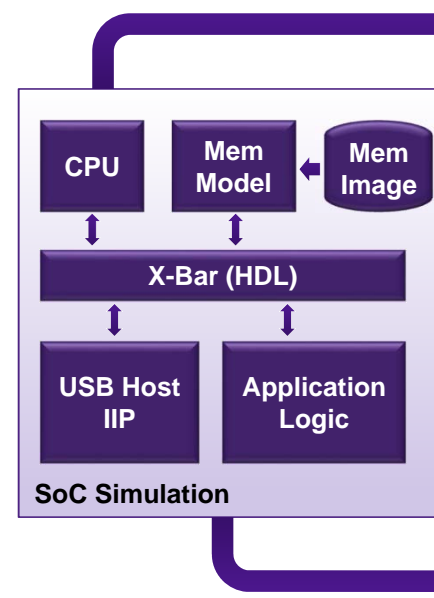 CPU
Mem
Model
Mem
Image
X-Bar (HDL)
USB Host
IIP
Application
Logic
SoC Simulation